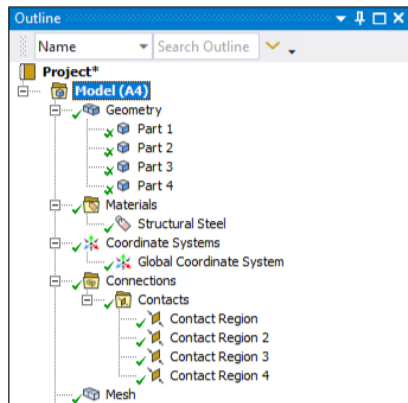 Outline
Name Search Outline
Project*
Model (A4)
Geometry
Part 1
Part 2
Part 3
Part 4
Materials
Structural Steel
Coordinate Systems
Global Coordinate System
Connections
Contacts
Contact Region
Contact Region 2
Contact Region 3
Contact Region 4
Mesh